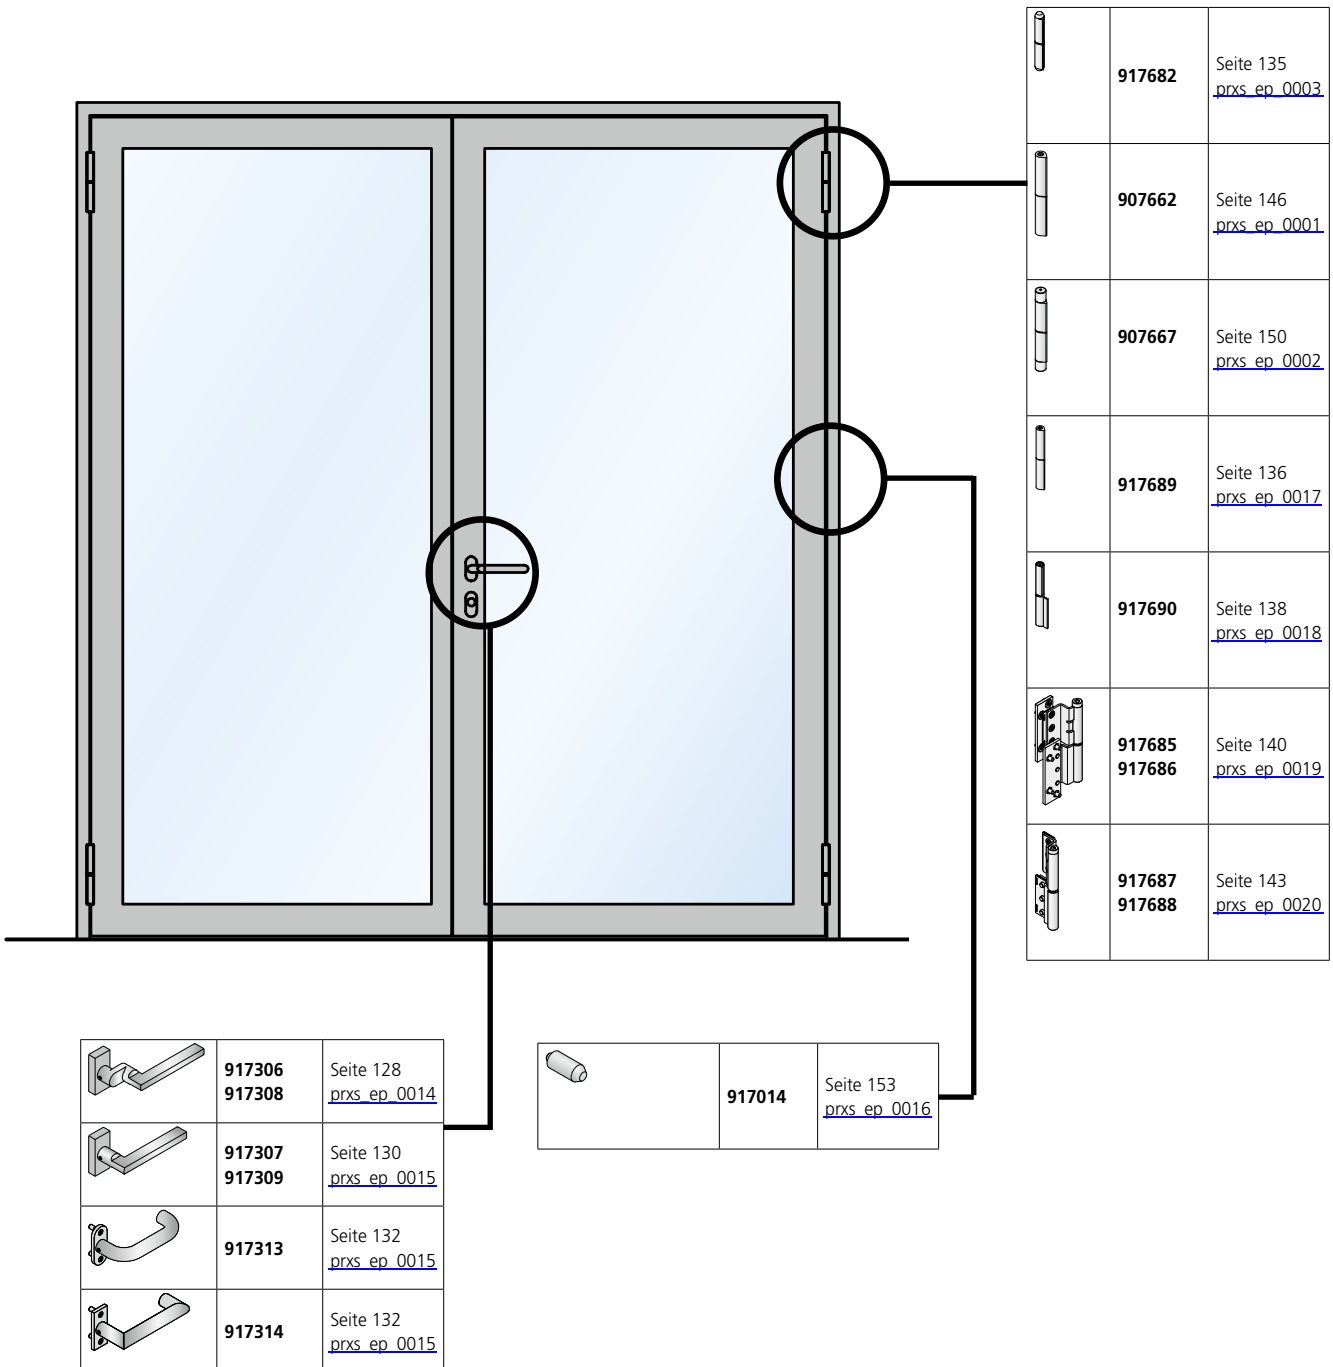 917682
Seite 135
prxs_ep_0003
907662
Seite 146
prxs_ep_0001
907667
Seite 150
prxs_ep_0002
917689
Seite 136
prxs_ep_0017
917690
Seite 138
prxs_ep_0018
917685
917686
Seite 140
prxs_ep_0019
917687
917688
Seite 143
prxs_ep_0020
917306
917308
Seite 128
prxs_ep_0014
917307
917309
Seite 130
prxs_ep_0015
917313
Seite 132
prxs_ep_0015
917314
Seite 132
prxs_ep_0015
917014
Seite 153
prxs_ep_0016